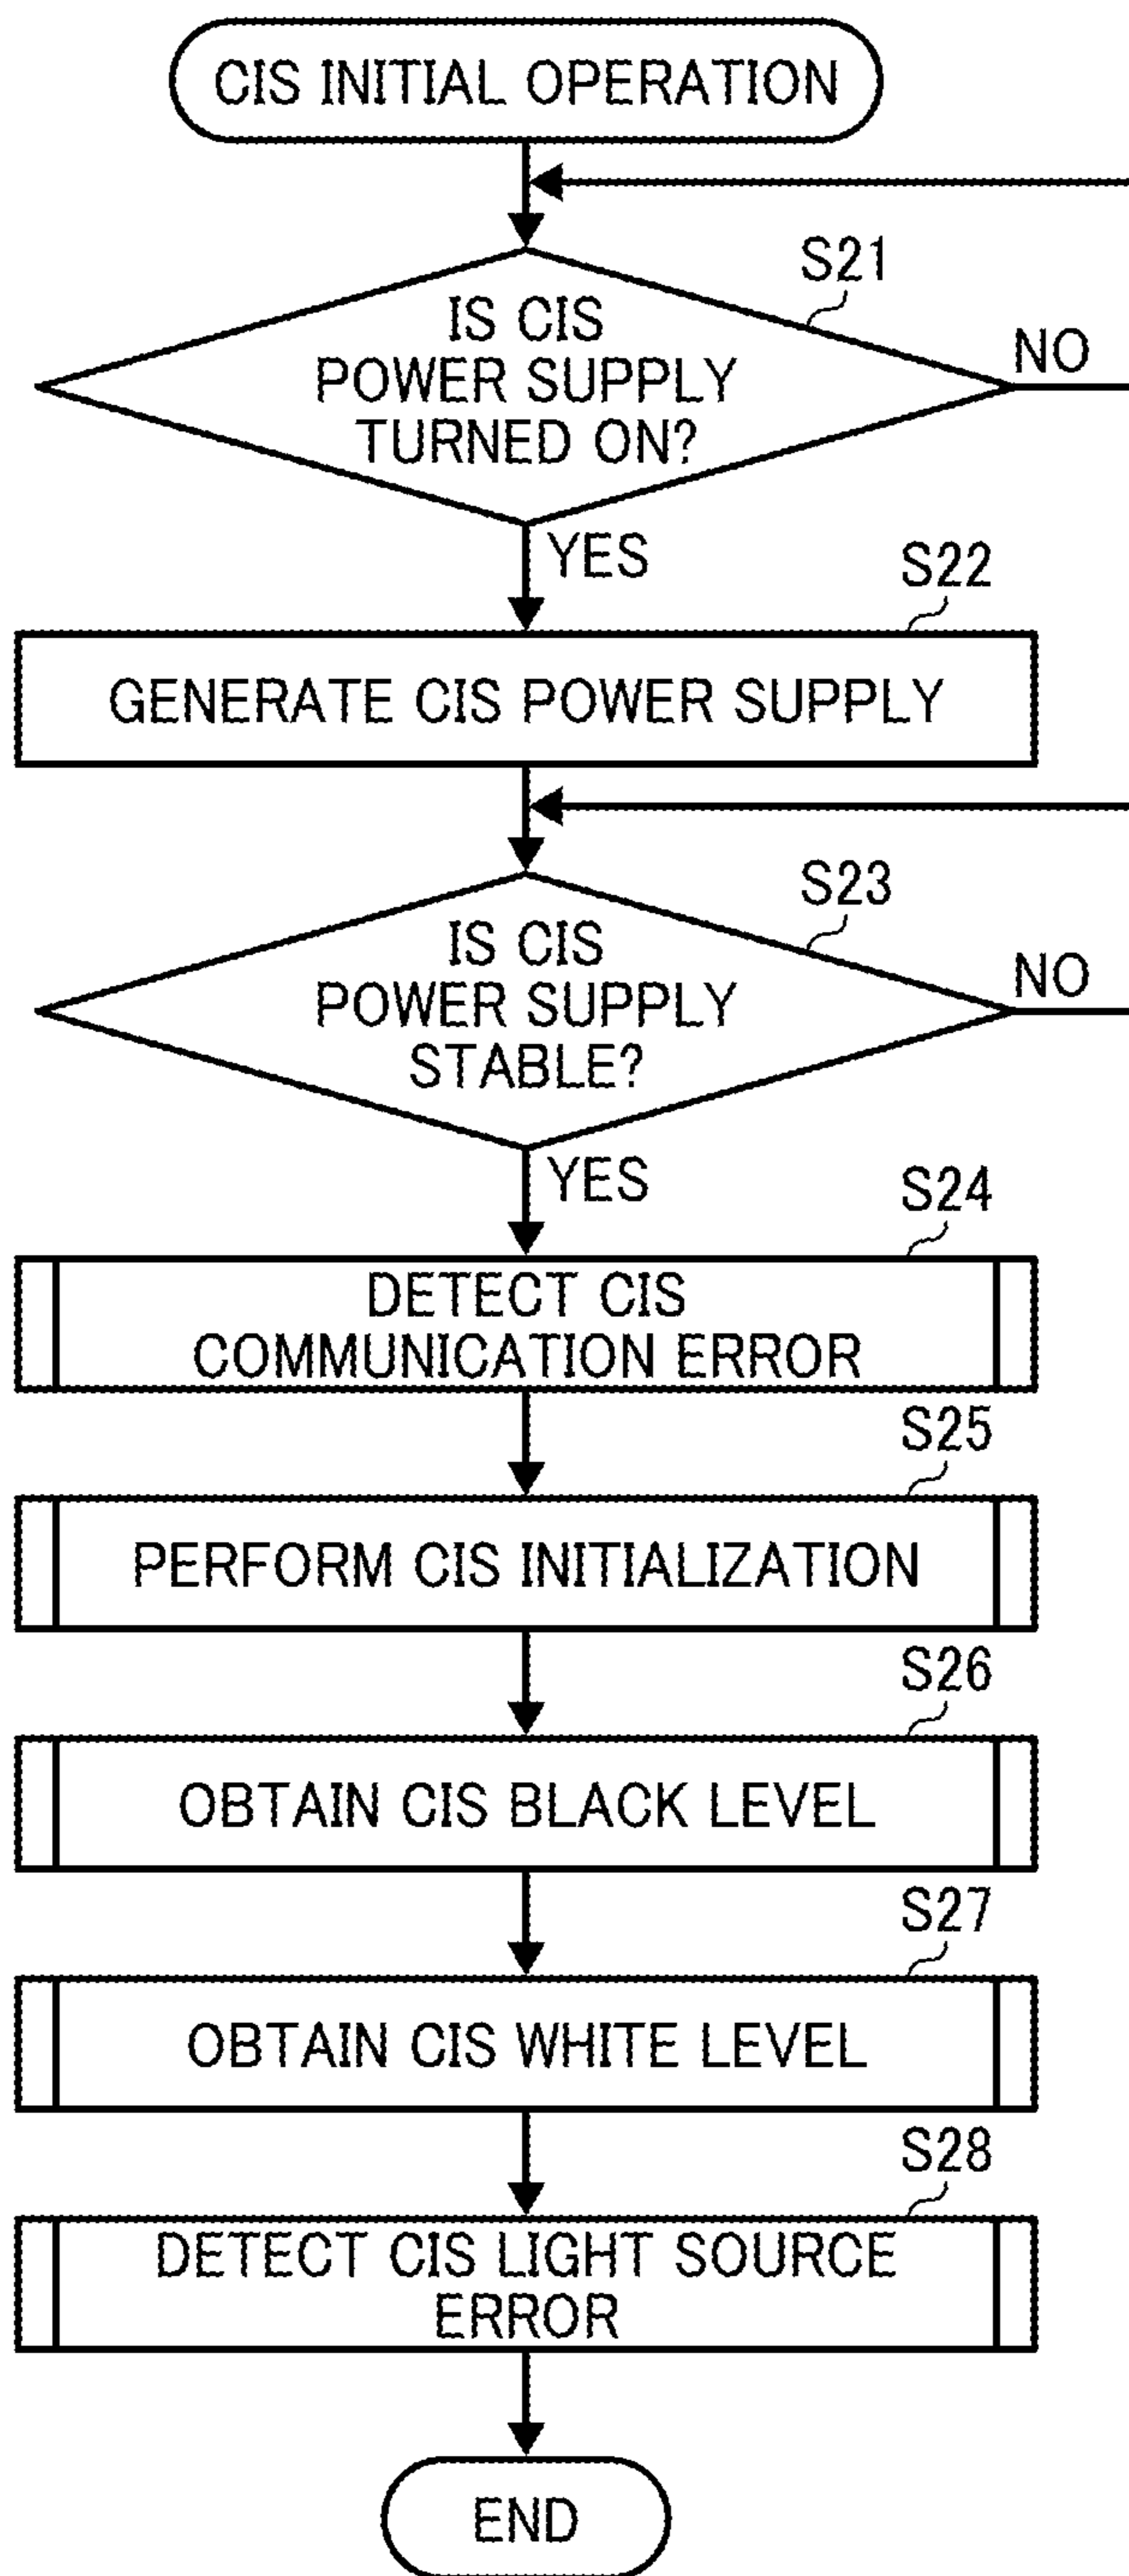 CIS INITIAL OPERATION
S21
IS CIS
POWER SUPPLY
TURNED ON?
NO
YES
S22
GENERATE CIS POWER SUPPLY
S23
IS CIS
POWER SUPPLY
STABLE?
NO
YES
S24
DETECT CIS
COMMUNICATION ERROR
S25
PERFORM CIS INITIALIZATION
S26
OBTAIN CIS BLACK LEVEL
S27
OBTAIN CIS WHITE LEVEL
S28
DETECT CIS LIGHT SOURCE
ERROR
END